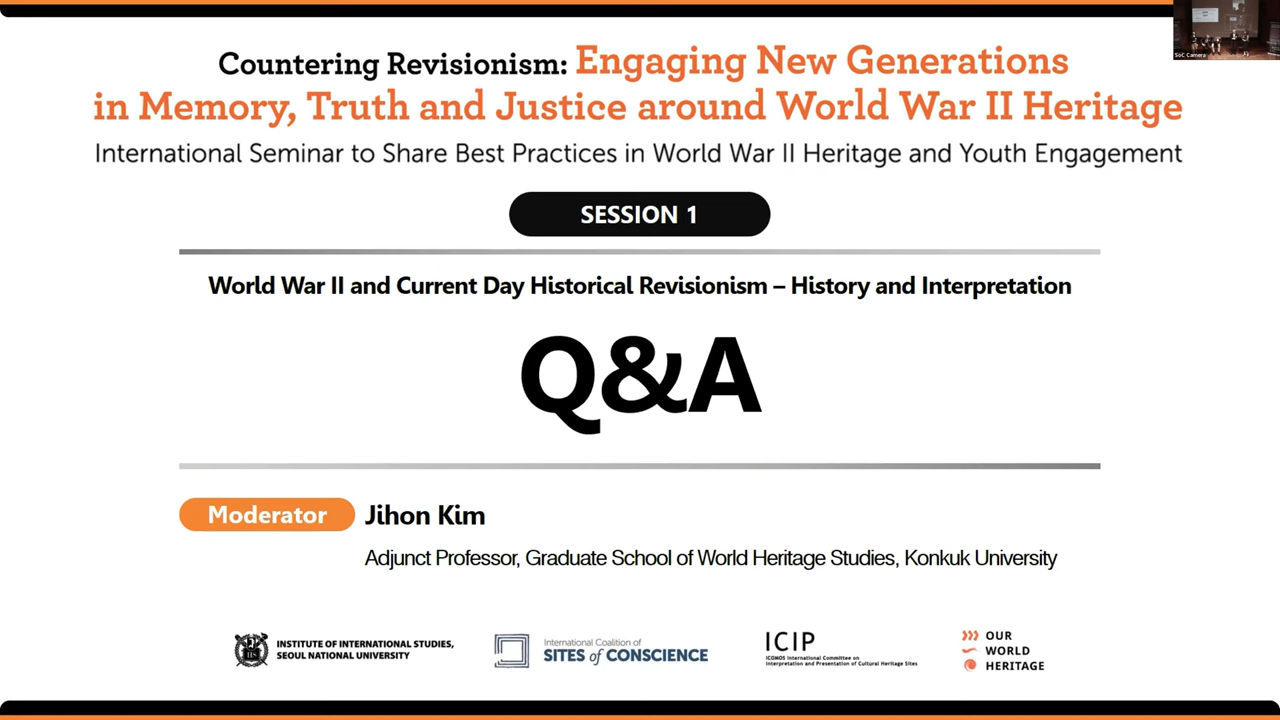 SoC Camera
Countering Revisionism: Engaging New Generations
in Memory, Truth and Justice around World War II Heritage
International Seminar to Share Best Practices in World War II Heritage and Youth Engagement
SESSION 1
World War II and Current Day Historical Revisionism – History and Interpretation
Q&A
Moderator Jihon Kim
Adjunct Professor, Graduate School of World Heritage Studies, Konkuk University
INSTITUTE OF INTERNATIONAL STUDIES,
SEOUL NATIONAL UNIVERSITY
International Coalition of
SITES of CONSCIENCE
ICIP
ICOMOS International Committee on
Interpretation and Presentation of Cultural Heritage Sites
OUR
WORLD
HERITAGE